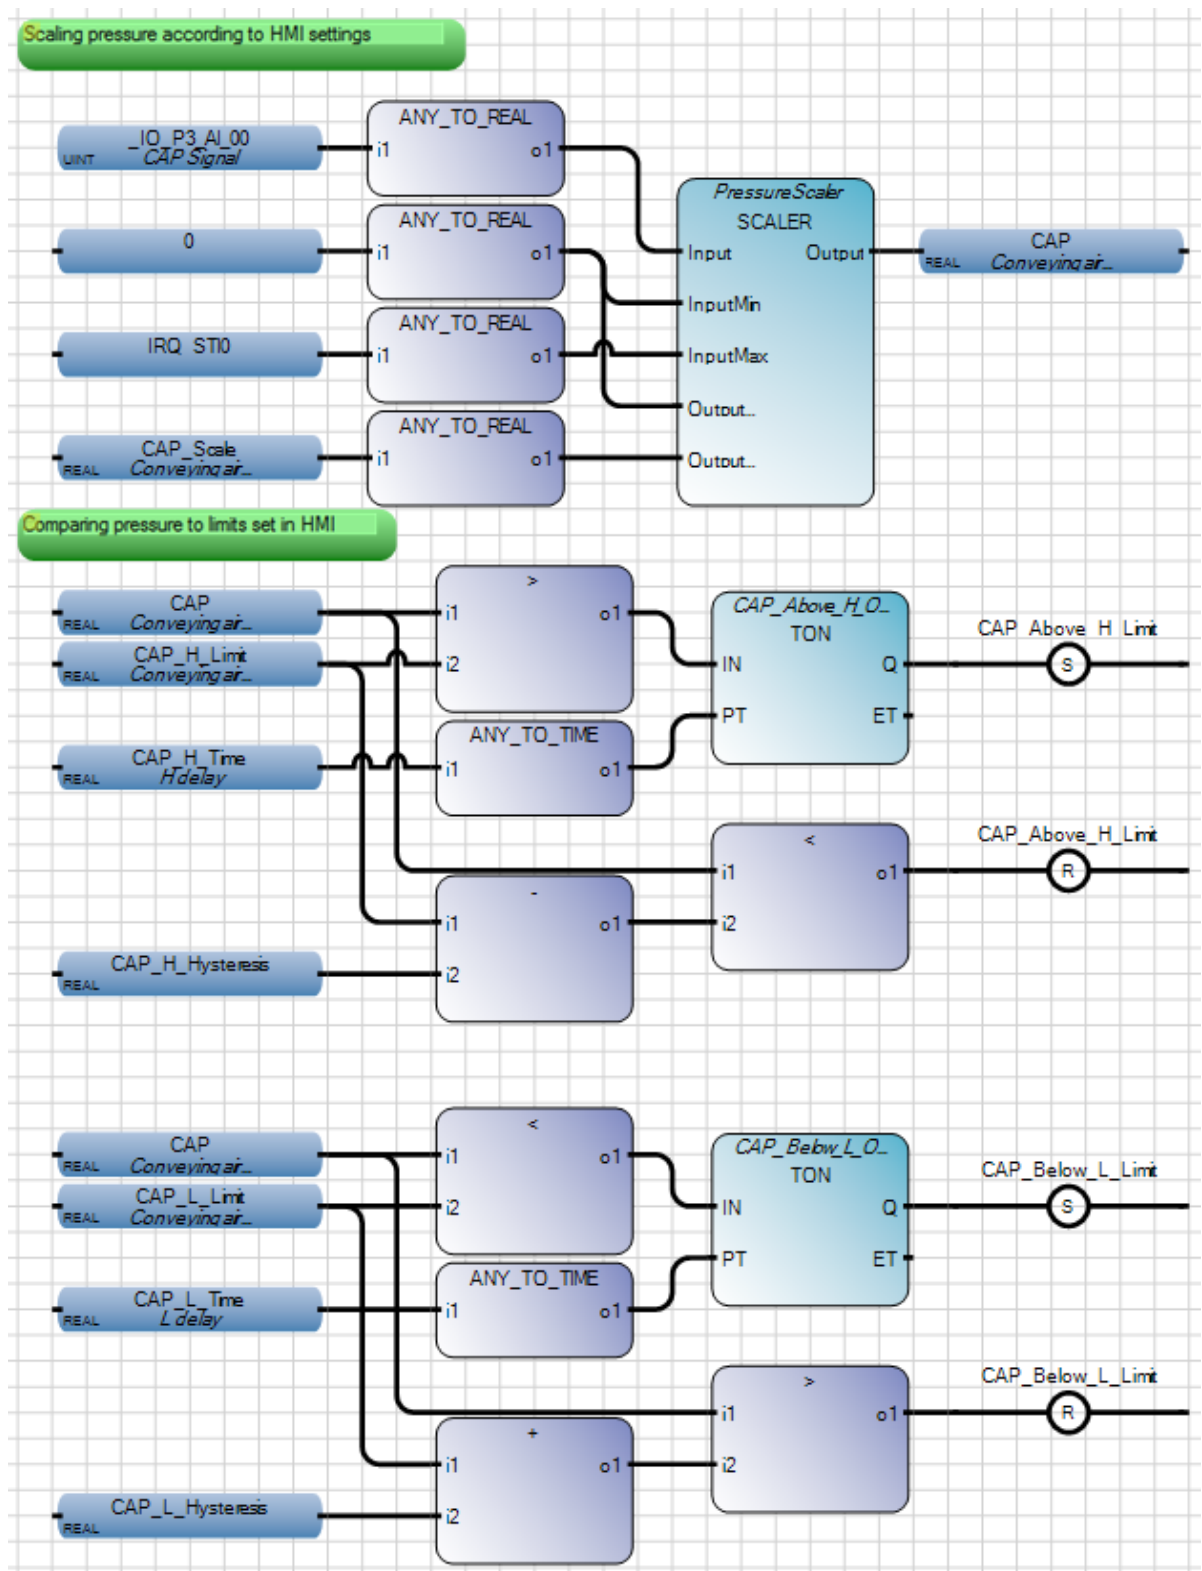 Scaling pressure according to HMI settings
ANY_TO_REAL
_IO_P3_AI_00
UINT
CAP Signal
i1
o1
PressureScaler
SCALER
ANY_TO_REAL
0
i1
o1
Input
Output
CAP
REAL
Conveying air...
InputMin
ANY_TO_REAL
IRQ_STI0
i1
o1
InputMax
Output...
ANY_TO_REAL
CAP_Scale
REAL
Conveying air...
i1
o1
Output...
Comparing pressure to limits set in HMI
>
CAP
REAL
Conveying air...
i1
o1
CAP_Above_H_O...
TON
CAP_Above_H_Limit
CAP_H_Limit
REAL
Conveying air...
i2
IN
Q
S
PT
ET
ANY_TO_TIME
CAP_H_Time
REAL
H delay
i1
o1
<
CAP_Above_H_Limit
i1
o1
R
-
i1
o1
i2
CAP_H_Hysteresis
REAL
i2
<
CAP
REAL
Conveying air...
i1
o1
CAP_Below_L_O...
TON
CAP_Below_L_Limit
CAP_L_Limit
REAL
Conveying air...
i2
IN
Q
S
PT
ET
ANY_TO_TIME
CAP_L_Time
REAL
L delay
i1
o1
>
CAP_Below_L_Limit
i1
o1
R
+
i1
o1
i2
CAP_L_Hysteresis
REAL
i2